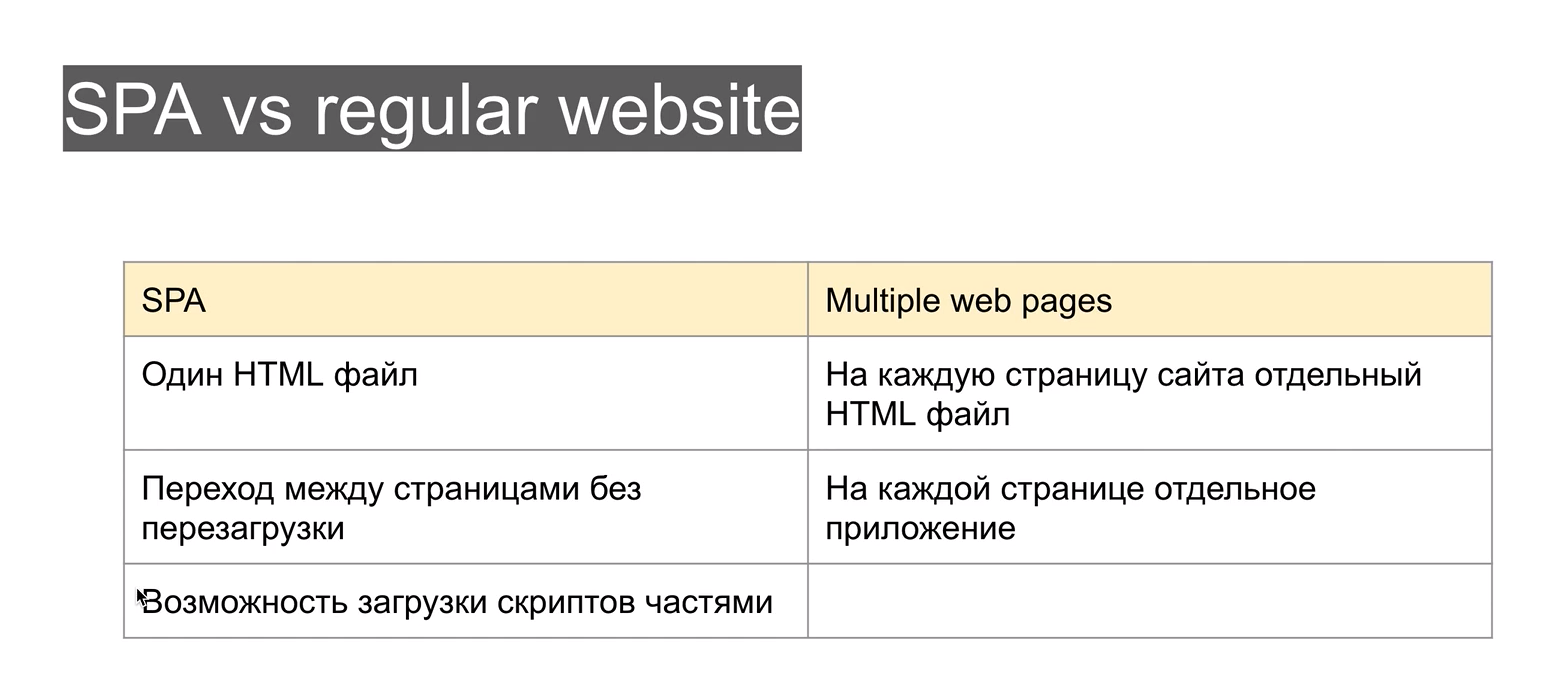 SPA vs regular website
SPA
Multiple web pages
Один HTML файл
На каждую страницу сайта отдельный
HTML файл
Переход между страницами без
перезагрузки
На каждой странице отдельное
приложение
Возможность загрузки скриптов частями